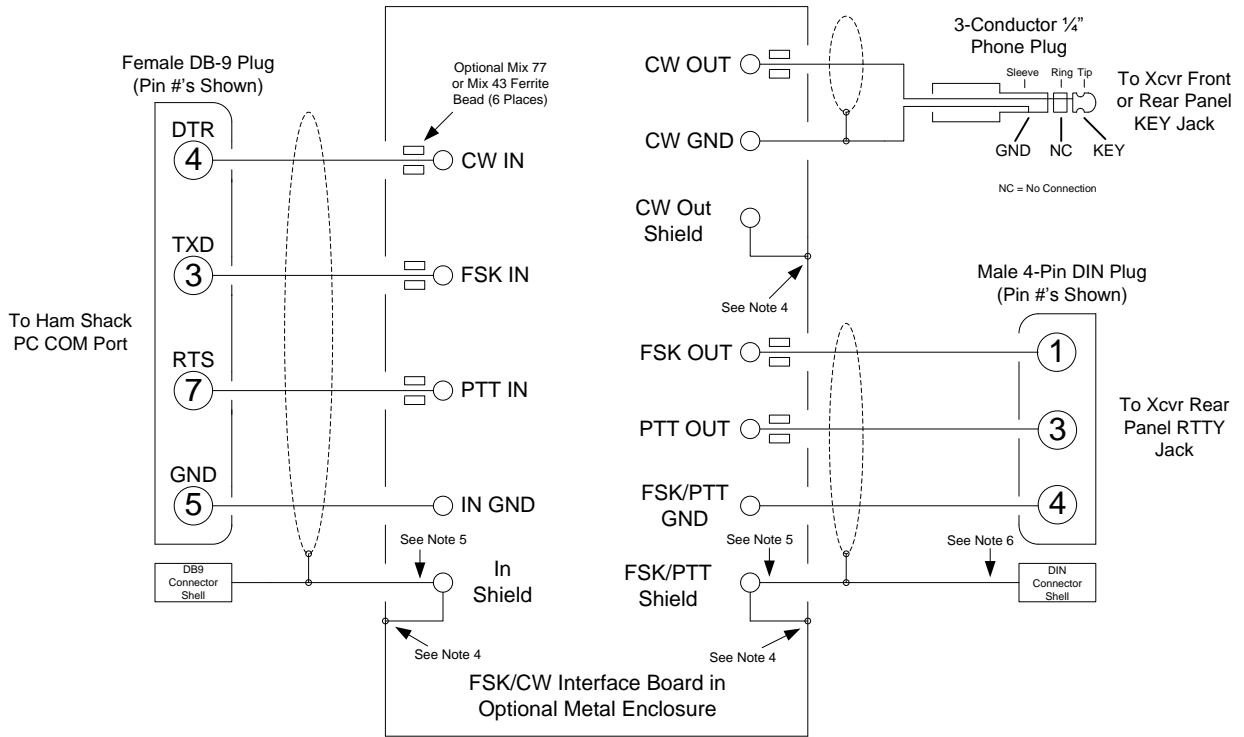 Female DB-9 Plug
(Pin #'s Shown)
DTR
4
TXD
3
RTS
7
GND
5
To Ham Shack
PC COM Port
DB9
Connector
Shell
Optional Mix 77
or Mix 43 Ferrite
Bead (6 Places)
CW IN
FSK IN
PTT IN
IN GND
See Note 5
In
Shield
See Note 4
CW OUT
CW GND
CW Out
Shield
See Note 4
FSK OUT
PTT OUT
FSK/PTT
GND
See Note 5
FSK/PTT
Shield
See Note 4
FSK/CW Interface Board in
Optional Metal Enclosure
3-Conductor ¼”
Phone Plug
Sleeve
Ring
Tip
GND
NC
KEY
NC = No Connection
To Xcvr Front
or Rear Panel
KEY Jack
Male 4-Pin DIN Plug
(Pin #'s Shown)
1
3
4
To Xcvr Rear
Panel RTTY
Jack
See Note 6
DIN
Connector
Shell